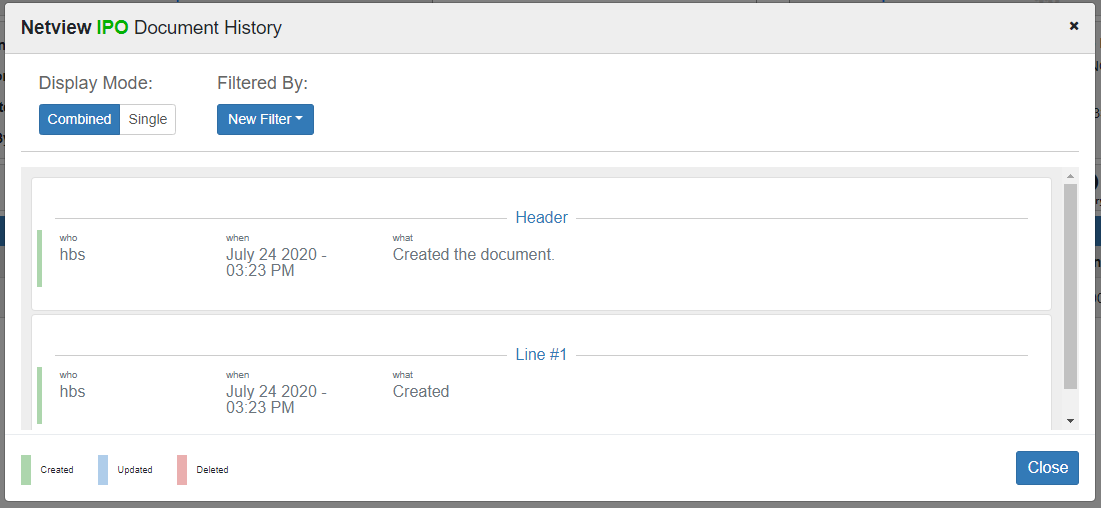 Netview IPO Document History
×
Display Mode:
Filtered By:
Combined
Single
New Filter
Header
who
when
what
hbs
July 24 2020 -
03:23 PM
Created the document.
Line #1
who
when
what
hbs
July 24 2020 -
03:23 PM
Created
Created
Updated
Deleted
Close